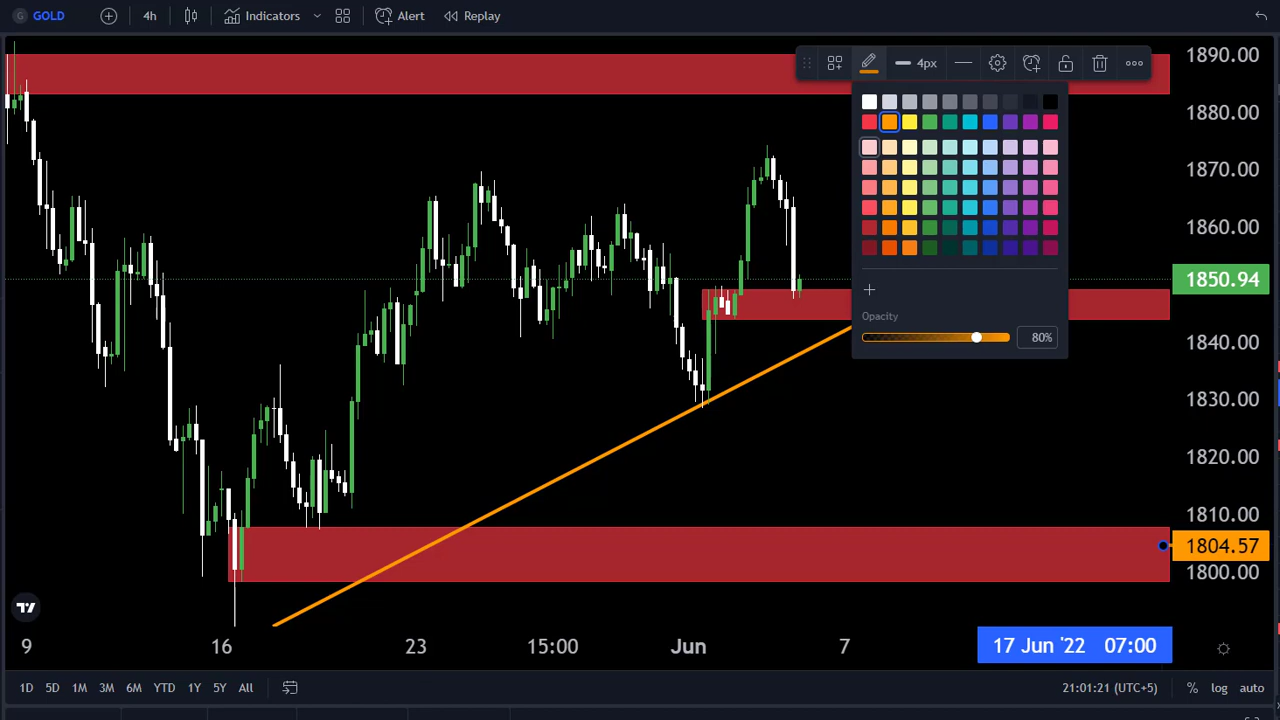 GOLD 4h Indicators Alert Replay
4px
1890.00
1880.00
1870.00
1860.00
1850.94
1840.00
1830.00
1820.00
1810.00
1804.57
1800.00
Opacity
80%
9 16 23 15:00 Jun 7 17 Jun '22 07:00
1D 5D 1M 3M 6M YTD 1Y 5Y All 21:01:21 (UTC+5) % log auto